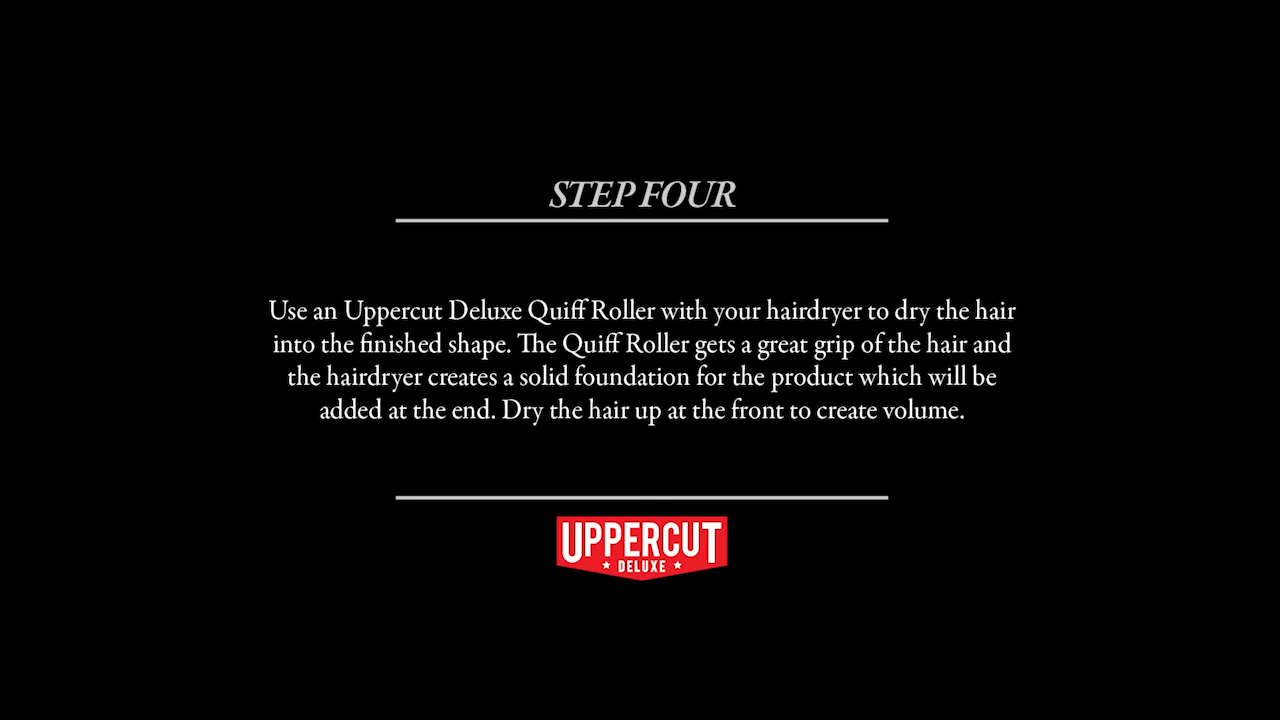 STEP FOUR
Use an Uppercut Deluxe Quiff Roller with your hairdryer to dry the hair
into the finished shape. The Quiff Roller gets a great grip of the hair and
the hairdryer creates a solid foundation for the product which will be
added at the end. Dry the hair up at the front to create volume.
UPPERCUT
DELUXE